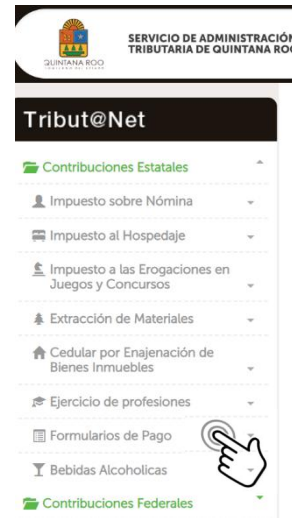 SERVICIO DE ADMINISTRACIÓN
TRIBUTARIA DE QUINTANA ROO
QUINTANA ROO
Tribut@Net
Contribuciones Estatales
Impuesto sobre Nómina
Impuesto al Hospedaje
Impuesto a las Erogaciones en
Juegos y Concursos
Extracción de Materiales
Cedular por Enajenación de
Bienes Inmuebles
Ejercicio de profesiones
Formularios de Pago
Bebidas Alcoholicas
Contribuciones Federales